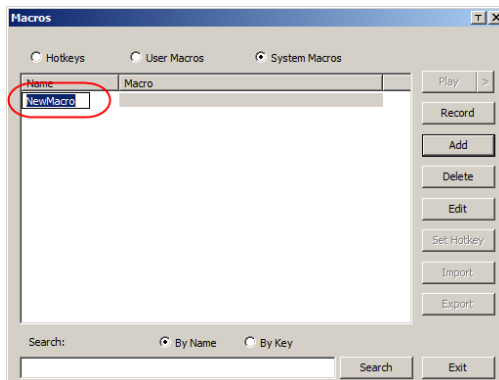 Macros
Hotkeys User Macros System Macros
Name Macro
NewMacro
Play >
Record
Add
Delete
Edit
Set Hotkey
Import
Export
Search: By Name By Key
Search Exit